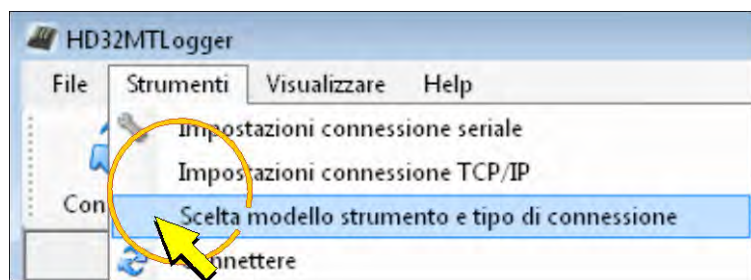 HD32MTLogger
File Strumenti Visualizzare Help
Impostazioni connessione seriale
Impostazioni connessione TCP/IP
Con
Scelta modello strumento e tipo di connessione
nnettere